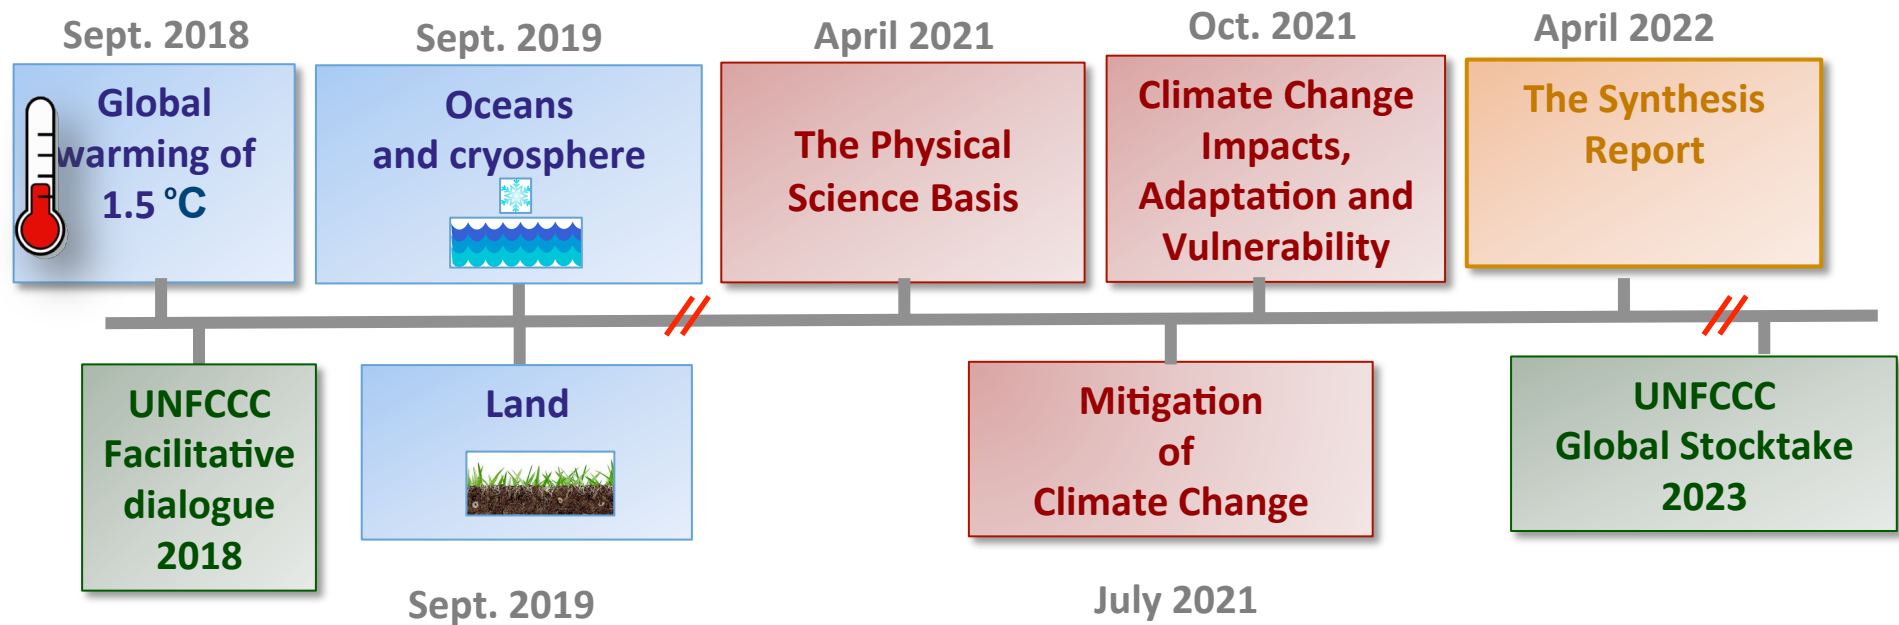 Sept. 2018
Global
warming of
1.5 °C
Sept. 2019
Oceans
and cryosphere
April 2021
The Physical
Science Basis
Oct. 2021
Climate Change
Impacts,
Adaptation and
Vulnerability
April 2022
The Synthesis
Report
UNFCCC
Facilitative
dialogue
2018
Land
Sept. 2019
Mitigation
of
Climate Change
July 2021
UNFCCC
Global Stocktake
2023